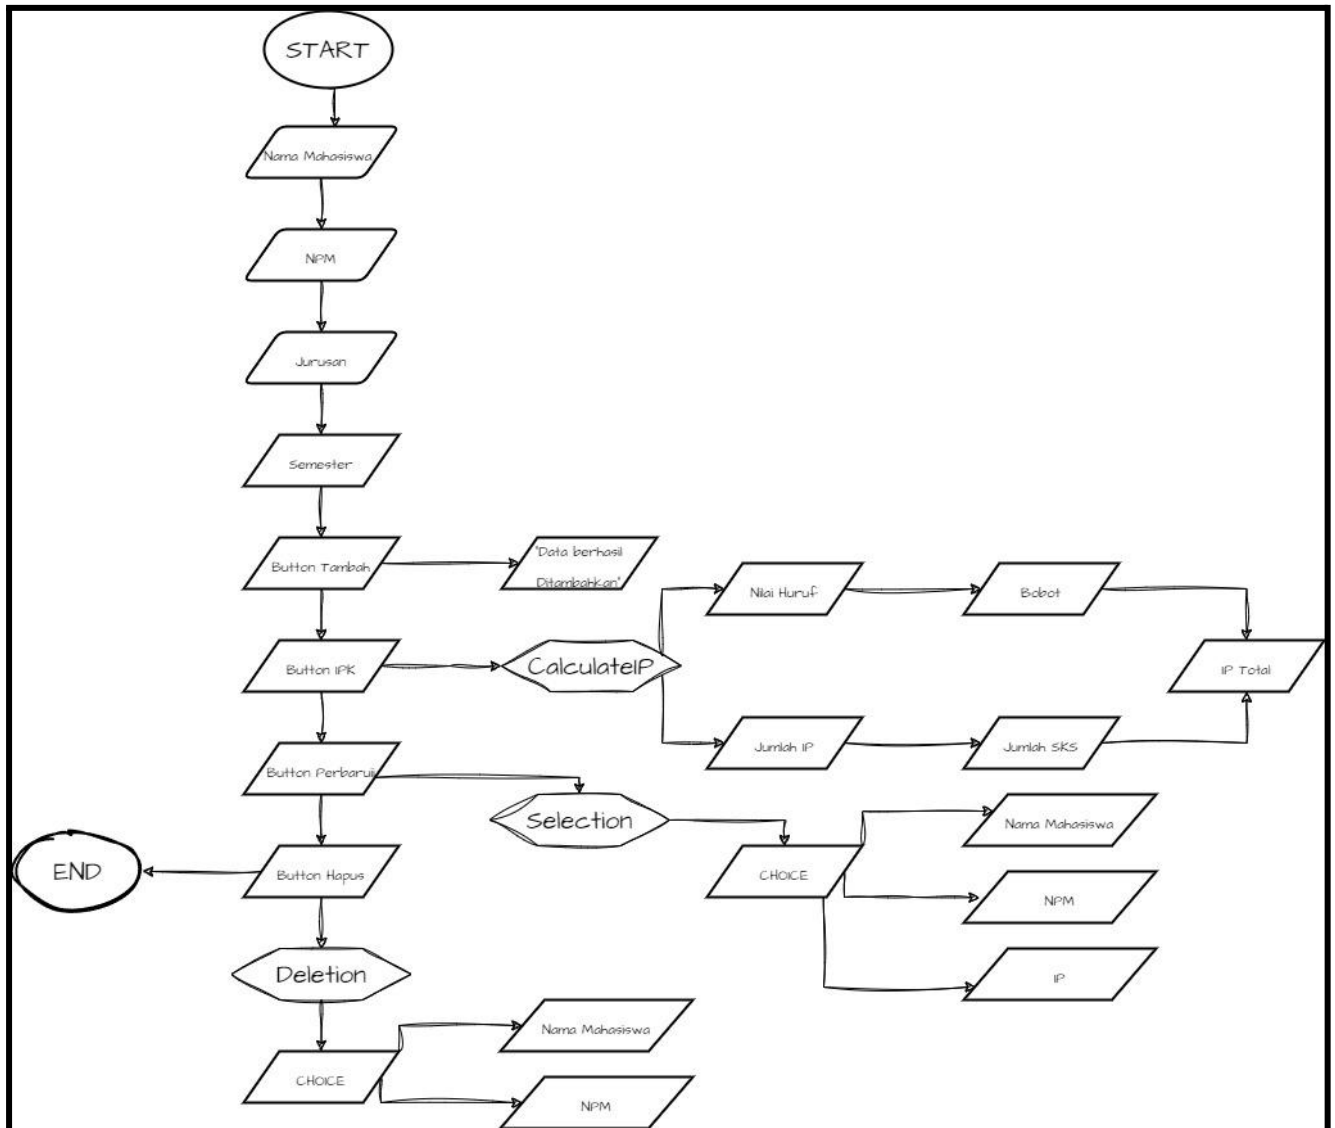 START
Nama Mahasiswa
NPM
Jurusan
Semester
Button Tambah
"Data berhasil
Ditambahkan"
Nilai Huruf
Bobot
Button IPK
CalculateIP
IP Total
Jumlah IP
Jumlah SKS
Button Perbarui
Selection
Nama Mahasiswa
END
Button Hapus
CHOICE
NPM
Deletion
IP
Nama Mahasiswa
CHOICE
NPM